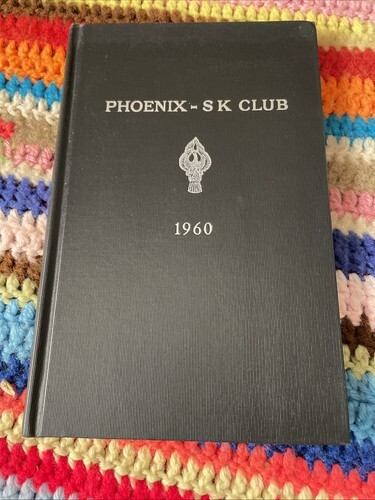 PHOENIX - S K CLUB
1960